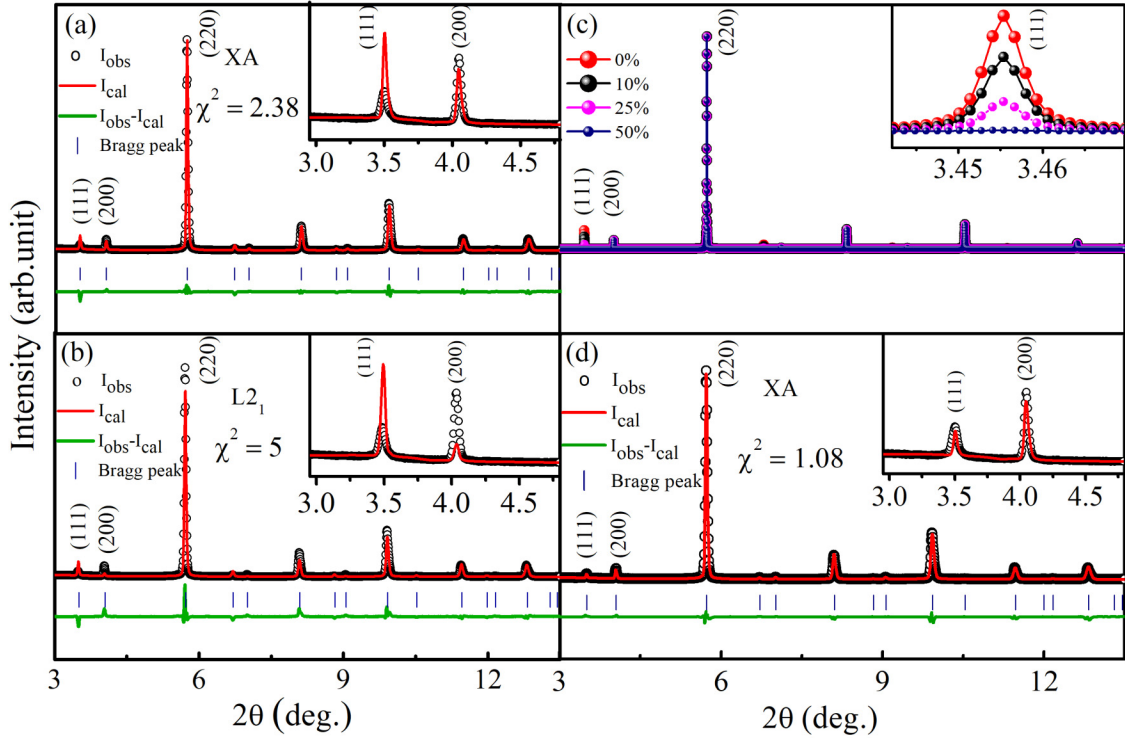 Intensity (arb.unit)
(a)
I_obs
I_cal
I_obs-I_cal
Bragg peak
(220)
XA
χ² = 2.38
(111)
(200)
(111)
(200)
3.0 3.5 4.0 4.5
(c)
0%
10%
25%
50%
(220)
(111)
(200)
(111)
3.45 3.46
(b)
I_obs
I_cal
I_obs-I_cal
Bragg peak
(220)
L2₁
χ² = 5
(111)
(200)
(111)
(200)
3.0 3.5 4.0 4.5
3 6 9 12
2θ (deg.)
(d)
I_obs
I_cal
I_obs-I_cal
Bragg peak
(220)
XA
χ² = 1.08
(111)
(200)
(111)
(200)
3.0 3.5 4.0 4.5
6 9 12
2θ (deg.)